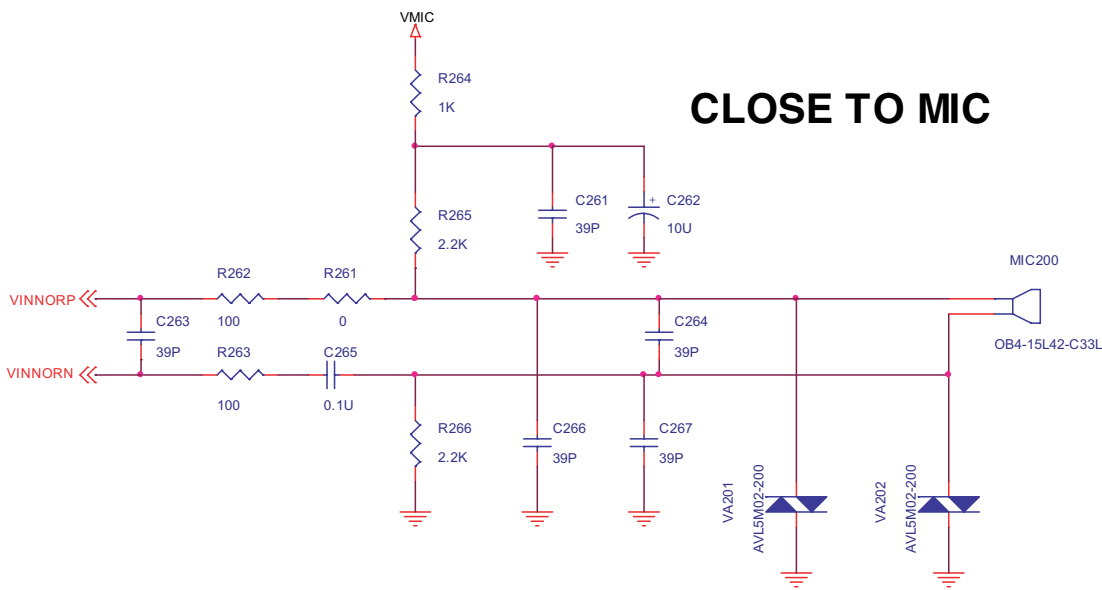 VMIC
R264
1K
CLOSE TO MIC
R265
2.2K
C261
39P
+
C262
10U
MIC200
OB4-15L42-C33L
VINNORP
R262
100
R261
0
C263
39P
C264
39P
VINNORN
R263
100
C265
0.1U
R266
2.2K
C266
39P
C267
39P
VA201
AVL5M02-200
VA202
AVL5M02-200